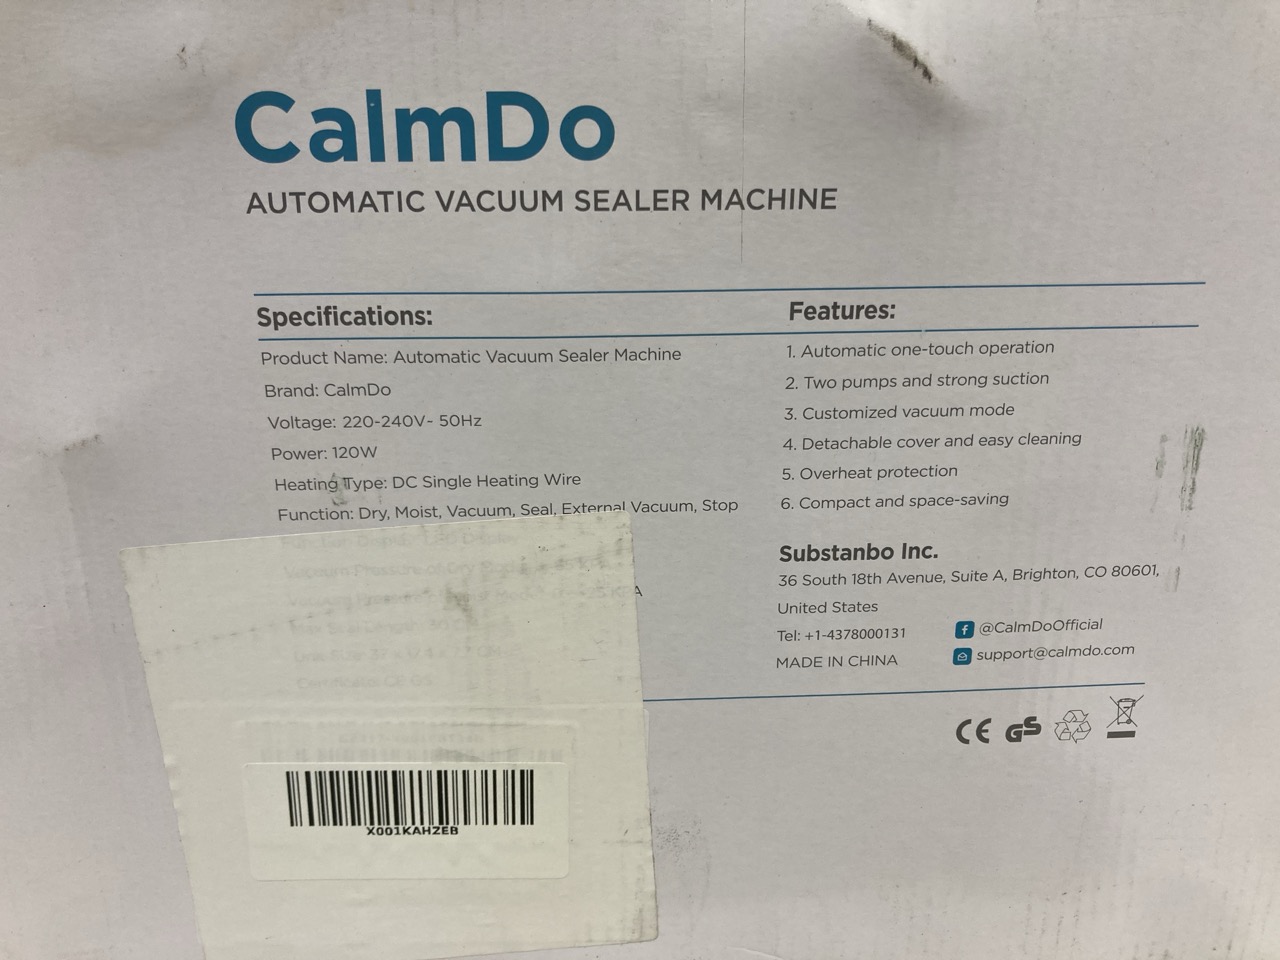 CalmDo
AUTOMATIC VACUUM SEALER MACHINE
Specifications:
Product Name: Automatic Vacuum Sealer Machine
Brand: CalmDo
Voltage: 220-240V~ 50Hz
Power: 120W
Heating Type: DC Single Heating Wire
Function: Dry, Moist, Vacuum, Seal, External Vacuum, Stop
X001KAHZEB
Features:
1. Automatic one-touch operation
2. Two pumps and strong suction
3. Customized vacuum mode
4. Detachable cover and easy cleaning
5. Overheat protection
6. Compact and space-saving
Substanbo Inc.
36 South 18th Avenue, Suite A, Brighton, CO 80601,
United States
Tel: +1-4378000131
MADE IN CHINA
@CalmDoOfficial
support@calmdo.com
CE GS